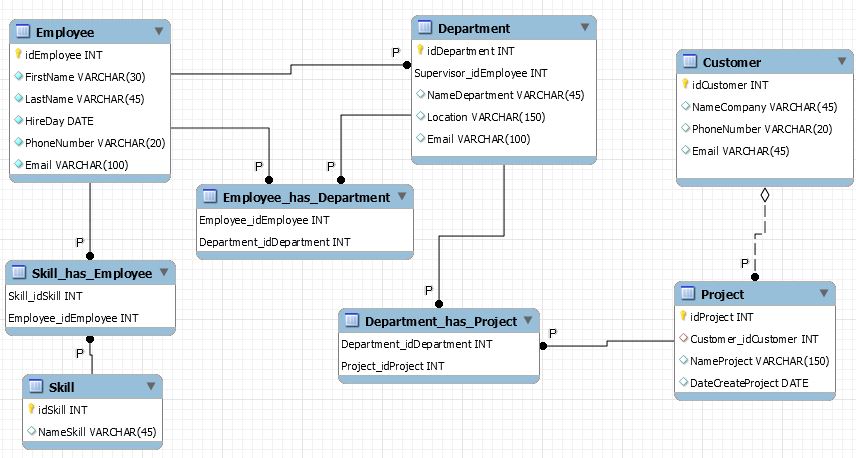 Employee
idEmployee INT
FirstName VARCHAR(30)
LastName VARCHAR(45)
HireDay DATE
PhoneNumber VARCHAR(20)
Email VARCHAR(100)
P
Department
idDepartment INT
Supervisor_idEmployee INT
NameDepartment VARCHAR(45)
Location VARCHAR(150)
Email VARCHAR(100)
Customer
idCustomer INT
NameCompany VARCHAR(45)
PhoneNumber VARCHAR(20)
Email VARCHAR(45)
P
P
Employee_has_Department
Employee_idEmployee INT
Department_idDepartment INT
P
Skill_has_Employee
Skill_idSkill INT
Employee_idEmployee INT
P
Skill
idSkill INT
NameSkill VARCHAR(45)
P
Department_has_Project
Department_idDepartment INT
Project_idProject INT
P
P
Project
idProject INT
Customer_idCustomer INT
NameProject VARCHAR(150)
DateCreateProject DATE